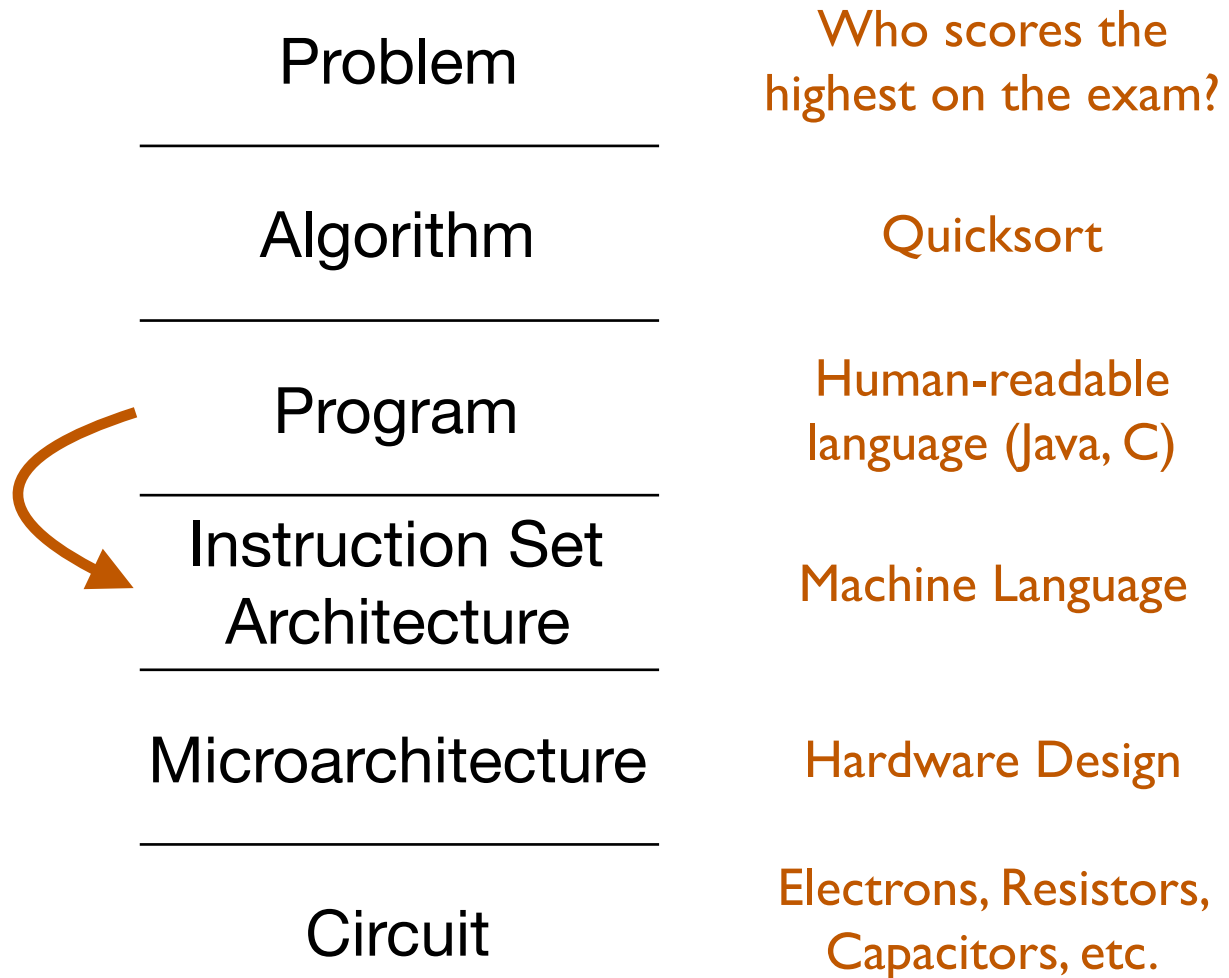 Problem
Who scores the
highest on the exam?
Algorithm
Quicksort
Program
Human-readable
language (Java, C)
Instruction Set
Architecture
Machine Language
Microarchitecture
Hardware Design
Circuit
Electrons, Resistors,
Capacitors, etc.